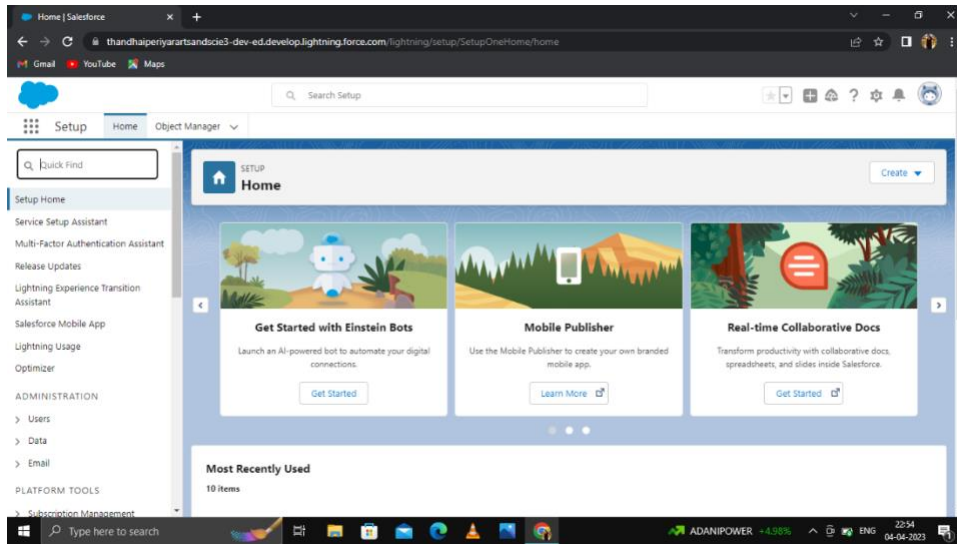 Home | Salesforce
thandhaiperiyarartsandscie3-dev-ed.develop.lightning.force.com/lightning/setup/SetupOneHome/home
Gmail YouTube Maps
Search Setup
Setup Home Object Manager
Quick Find
Setup Home
Service Setup Assistant
Multi-Factor Authentication Assistant
Release Updates
Lightning Experience Transition
Assistant
Salesforce Mobile App
Lightning Usage
Optimizer
ADMINISTRATION
Users
Data
Email
PLATFORM TOOLS
Subscription Management
SETUP
Home
Create
Get Started with Einstein Bots
Launch an AI-powered bot to automate your digital
connections.
Get Started
Mobile Publisher
Use the Mobile Publisher to create your own branded
mobile app.
Learn More
Real-time Collaborative Docs
Transform productivity with collaborative docs,
spreadsheets, and slides inside Salesforce.
Get Started
Most Recently Used
10 items
Type here to search
ADANIPOWER +4.98%
ENG
22:54
04-04-2023